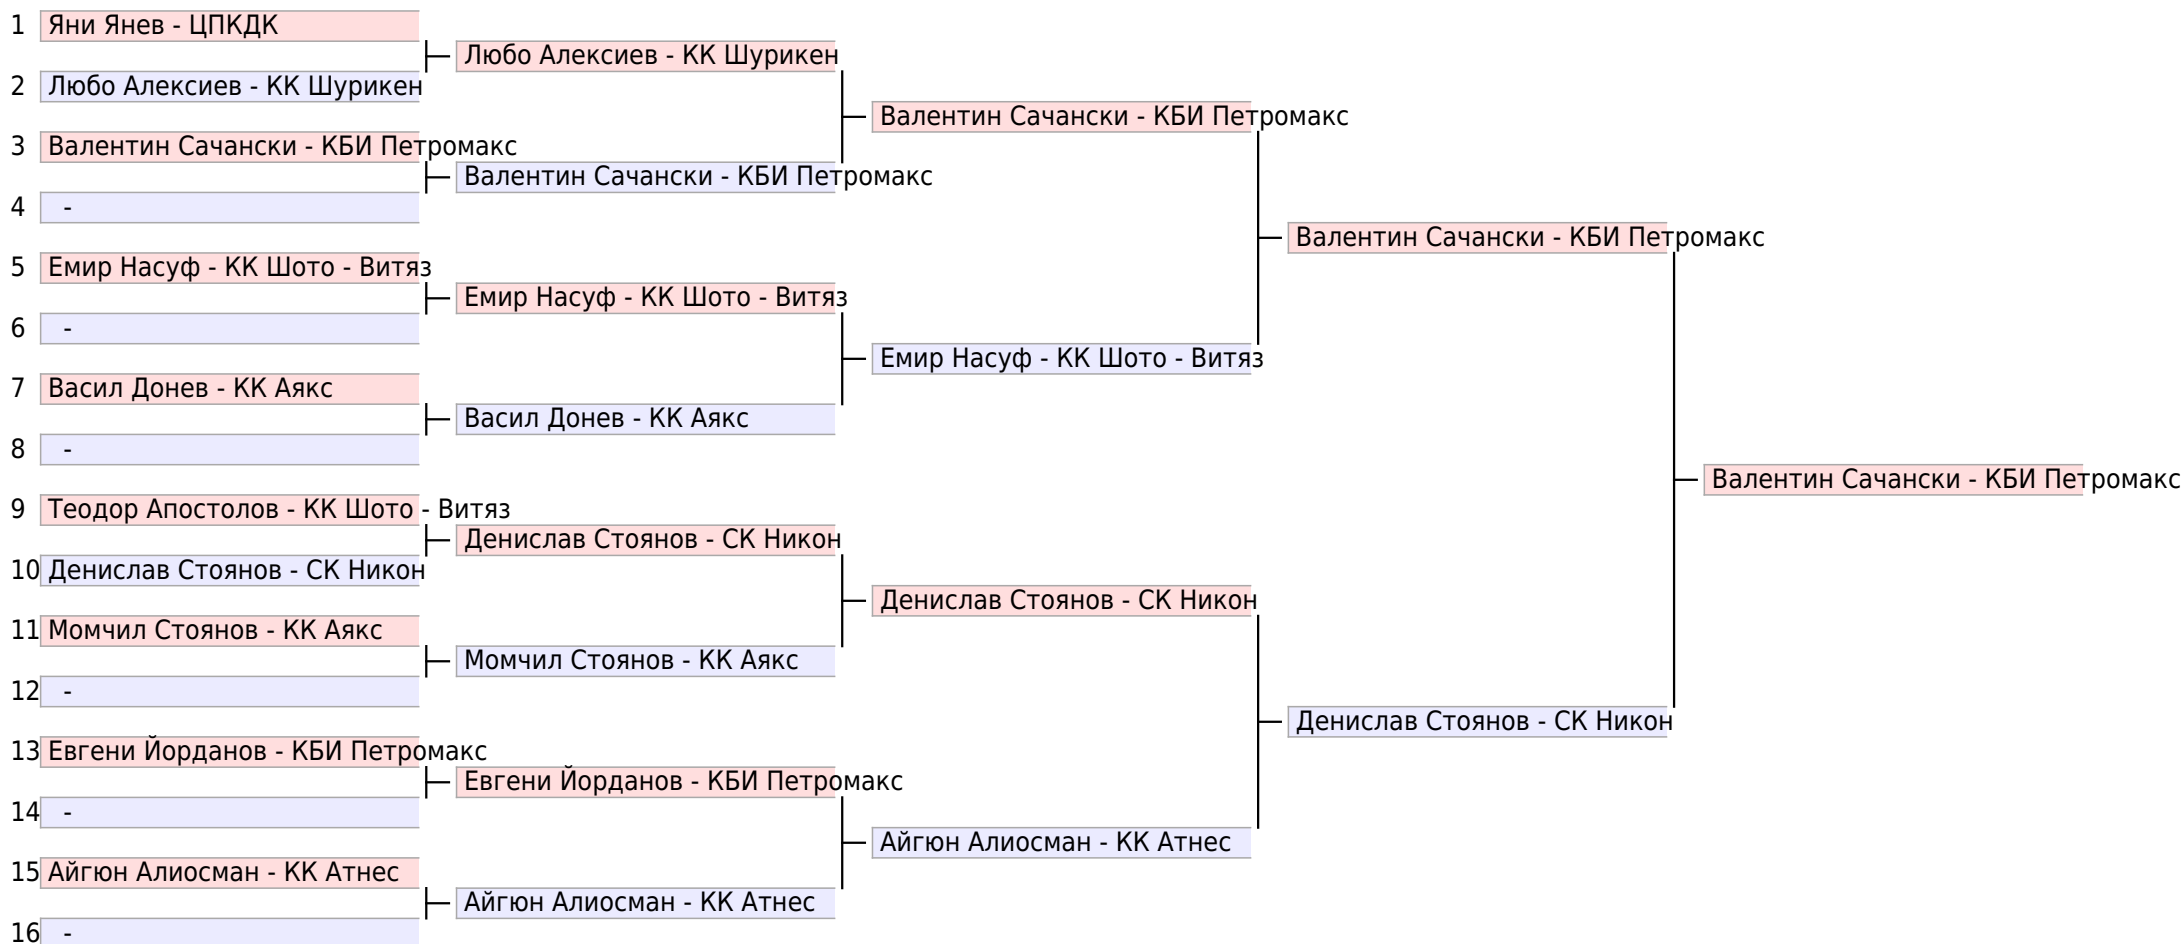 1 Яни Янев - ЦПКДК
Любо Алексиев - КК Шурикен
2 Любо Алексиев - КК Шурикен
Валентин Сачански - КБИ Петромакс
3 Валентин Сачански - КБИ Петромакс
Валентин Сачански - КБИ Петромакс
4 -
Валентин Сачански - КБИ Петромакс
5 Емир Насуф - КК Шото - Витяз
Емир Насуф - КК Шото - Витяз
6 -
Емир Насуф - КК Шото - Витяз
7 Васил Донев - КК Аякс
Васил Донев - КК Аякс
8 -
Валентин Сачански - КБИ Петромакс
9 Теодор Апостолов - КК Шото - Витяз
Денислав Стоянов - СК Никон
10 Денислав Стоянов - СК Никон
Денислав Стоянов - СК Никон
11 Момчил Стоянов - КК Аякс
Момчил Стоянов - КК Аякс
12 -
Денислав Стоянов - СК Никон
13 Евгени Йорданов - КБИ Петромакс
Евгени Йорданов - КБИ Петромакс
14 -
Айгюн Алиосман - КК Атнес
15 Айгюн Алиосман - КК Атнес
Айгюн Алиосман - КК Атнес
16 -